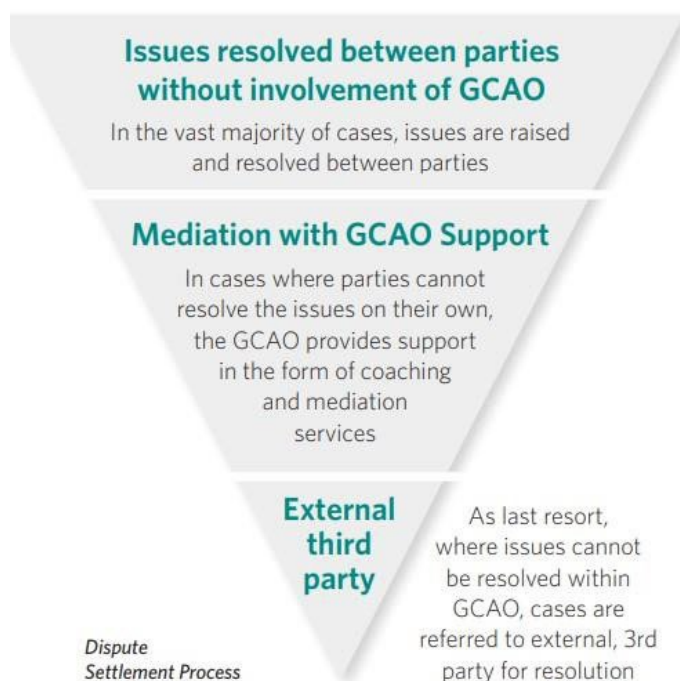 Issues resolved between parties
without involvement of GCAO
In the vast majority of cases, issues are raised
and resolved between parties
Mediation with GCAO Support
In cases where parties cannot
resolve the issues on their own,
the GCAO provides support
in the form of coaching
and mediation
services
External
third
party
As last resort,
where issues cannot
be resolved within
GCAO, cases are
referred to external, 3rd
party for resolution
Dispute
Settlement Process